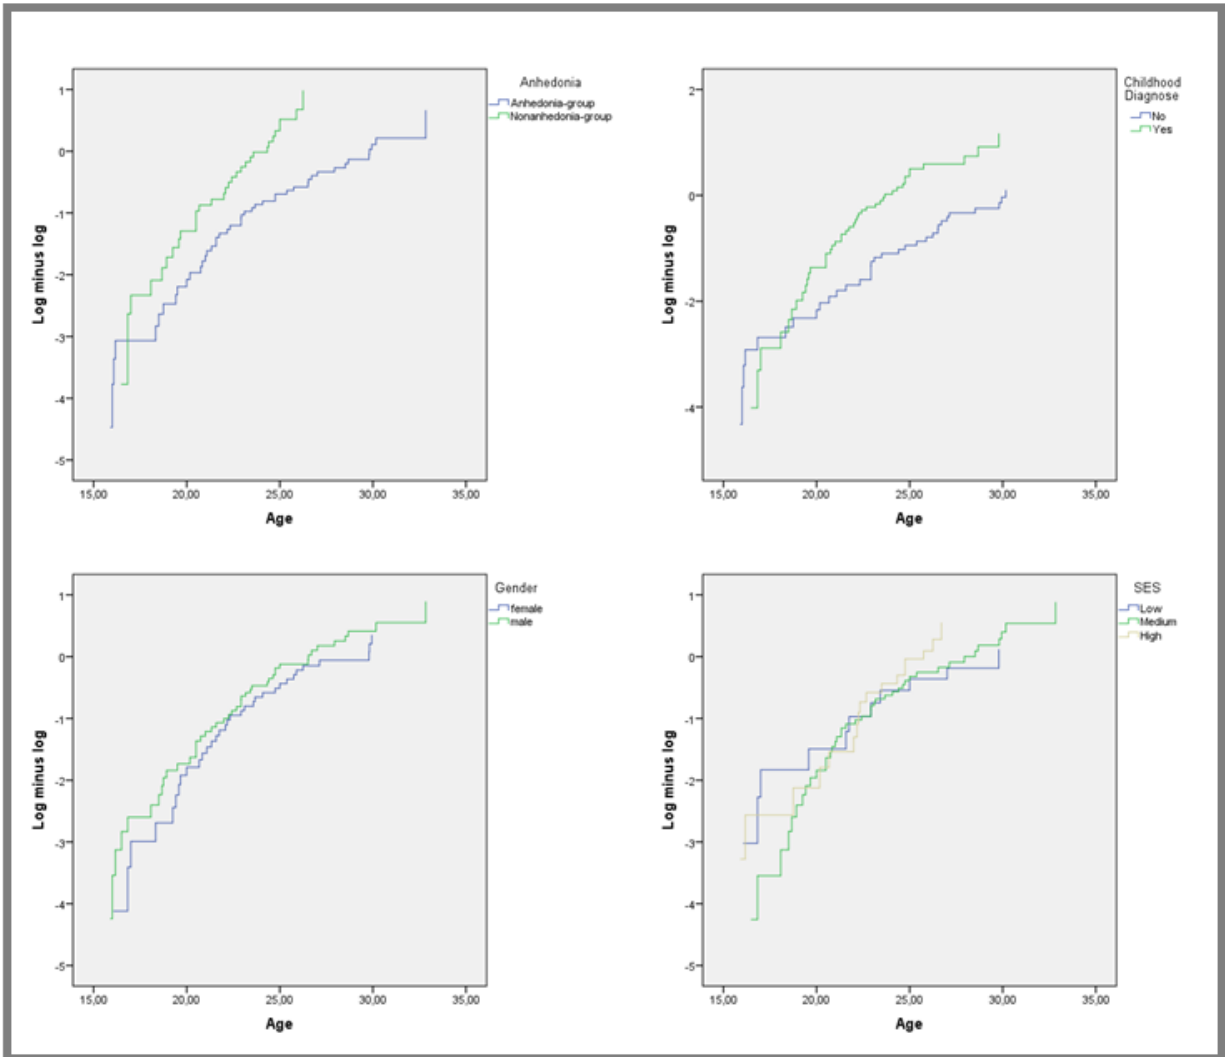 Anhedonia
Anhedonia-group
Nonanhedonia-group
1
0
-1
-2
-3
-4
-5
Log minus log
15,00 20,00 25,00 30,00 35,00
Age
Childhood
Diagnose
No
Yes
2
0
-2
-4
Log minus log
15,00 20,00 25,00 30,00 35,00
Age
Gender
female
male
1
0
-1
-2
-3
-4
-5
Log minus log
15,00 20,00 25,00 30,00 35,00
Age
SES
Low
Medium
High
1
0
-1
-2
-3
-4
-5
Log minus log
15,00 20,00 25,00 30,00 35,00
Age